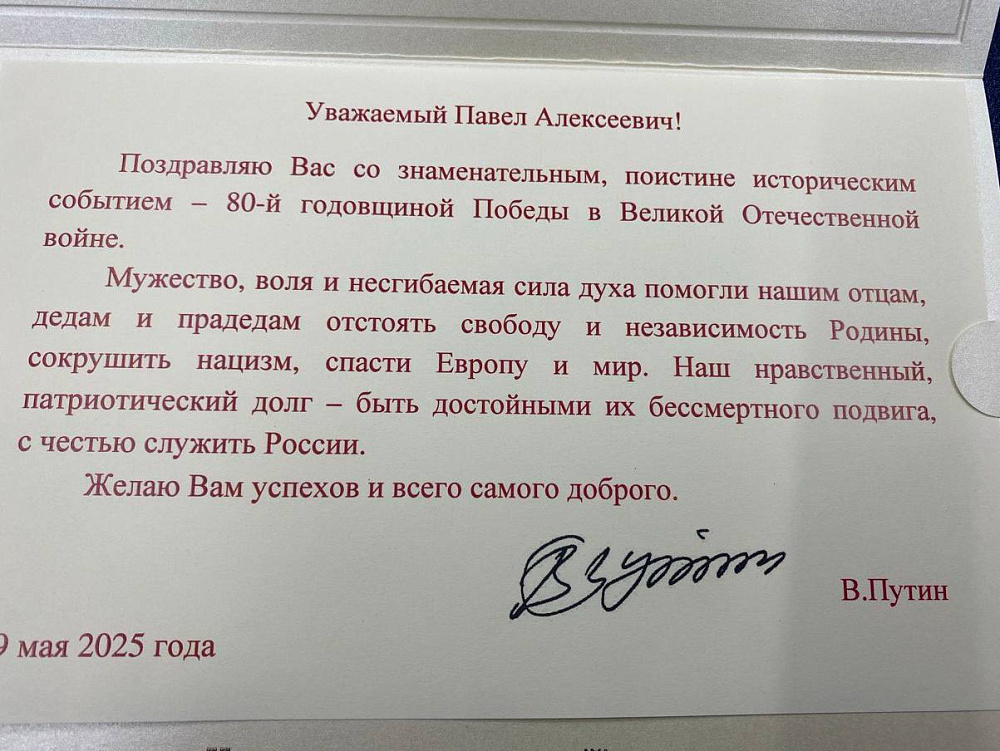 Уважаемый Павел Алексеевич!
Поздравляю Вас со знаменательным, поистине историческим
событием – 80-й годовщиной Победы в Великой Отечественной
войне.
Мужество, воля и несгибаемая сила духа помогли нашим отцам,
дедам и прадедам отстоять свободу и независимость Родины,
сокрушить нацизм, спасти Европу и мир. Наш нравственный,
патриотический долг – быть достойными их бессмертного подвига,
с честью служить России.
Желаю Вам успехов и всего самого доброго.
В.Путин
9 мая 2025 года